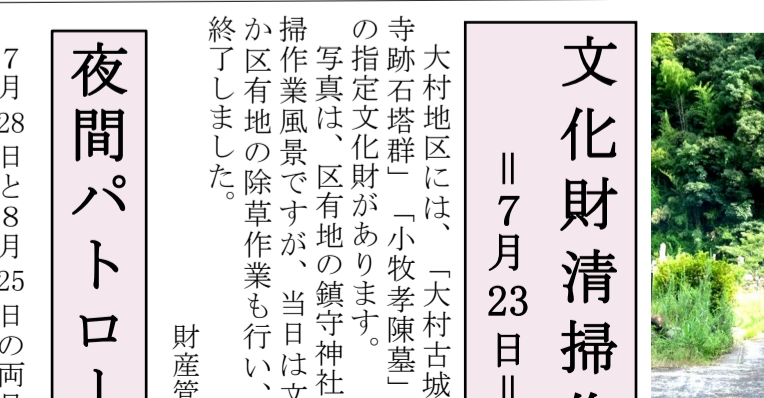 文化財清掃
＝7月23日＝
大村地区には、「大村古城
寺跡石塔群」「小牧孝陳墓」
の指定文化財があります。
写真は、区有地の鎮守神社
掃作業風景ですが、当日は文
か区有地の除草作業も行い、
終了しました。
財産管
夜間パトロー
7月28日と8月25日の両